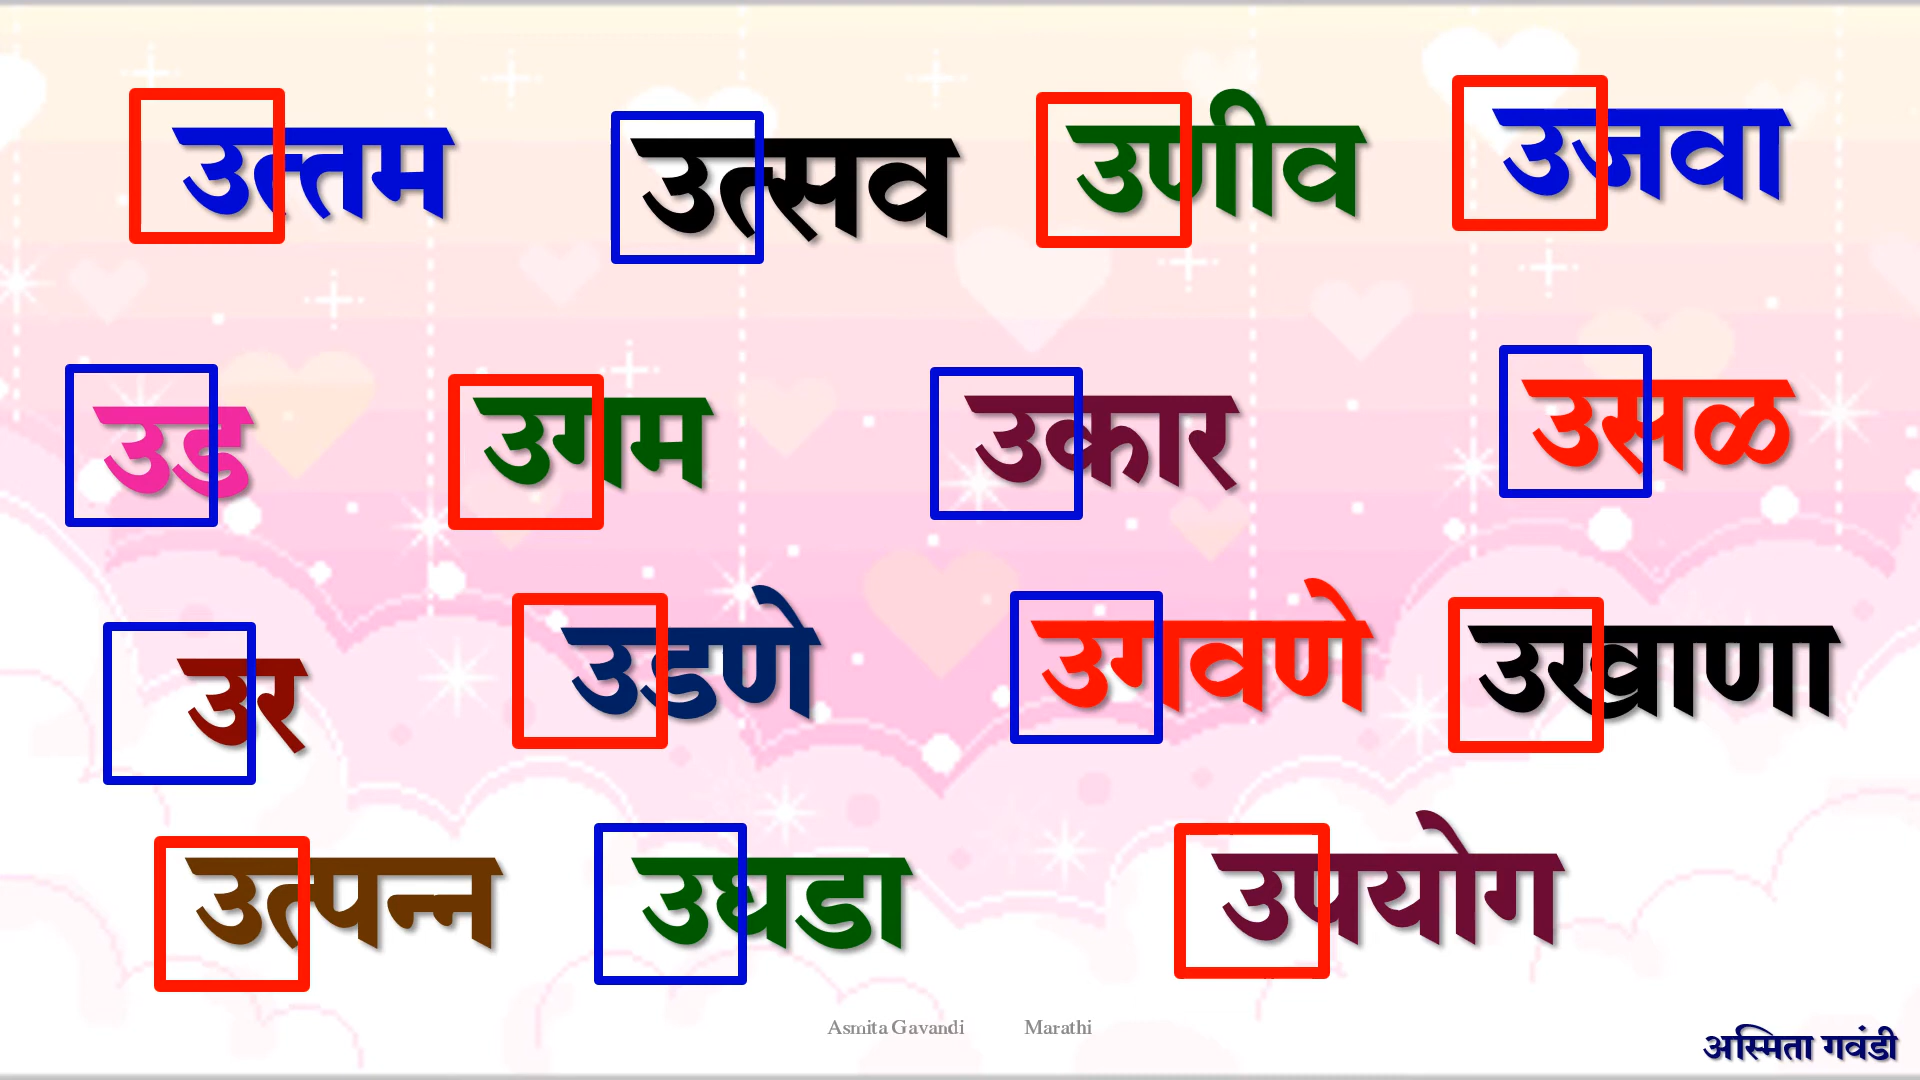 उत्तम उत्सव उणीव उजवा
उड उगम उकार उसळ
उर उडणे उगवणे उखाणा
उत्पन्न उघडा उपयोग
Asmita Gavandi Marathi
अस्मिता गवंडी